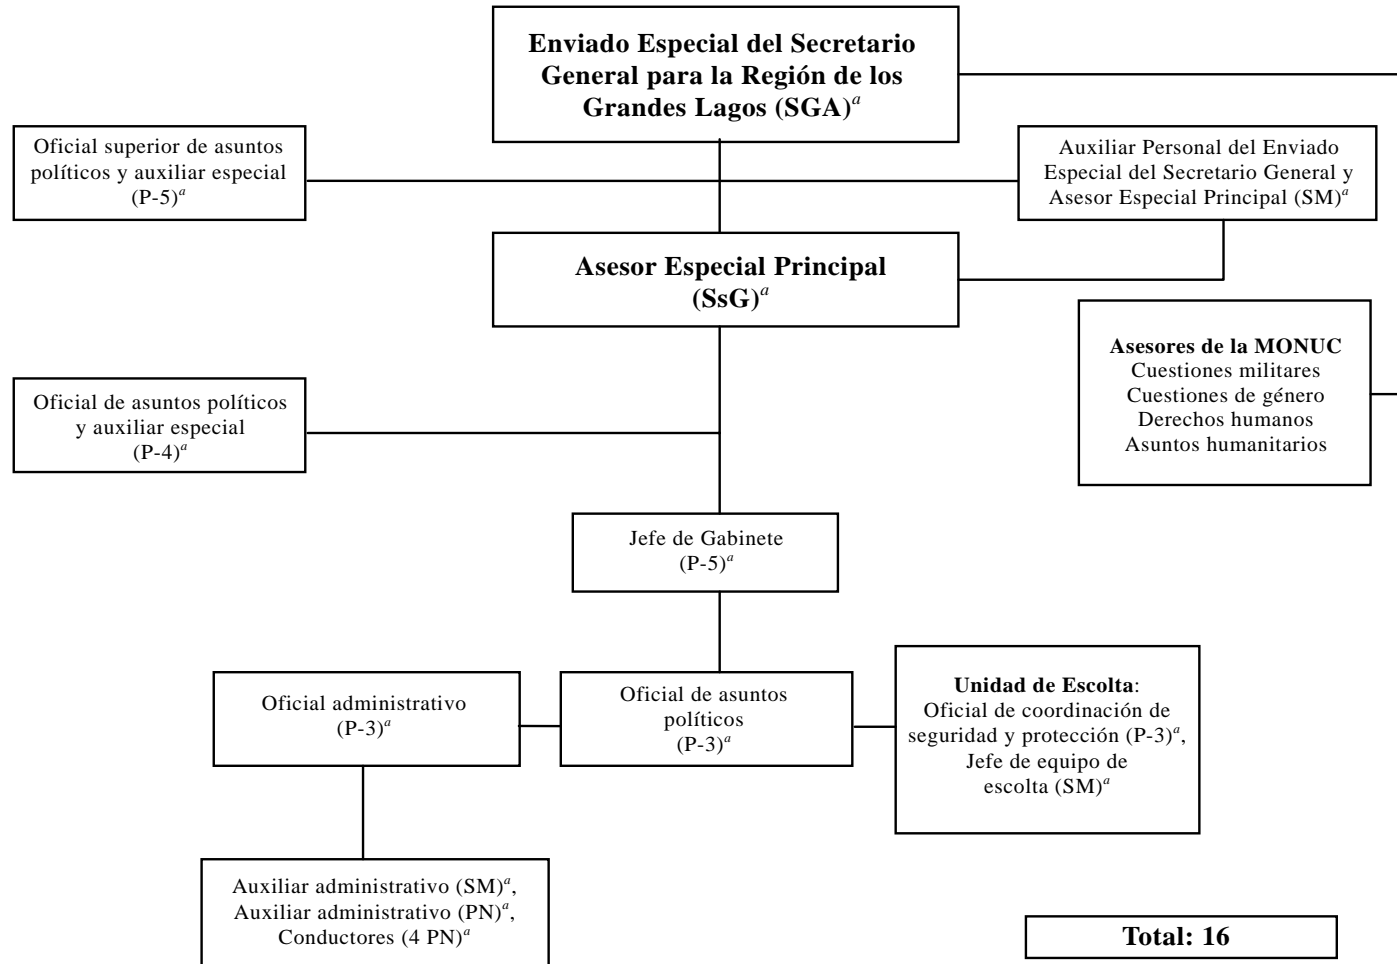 Enviado Especial del Secretario
General para la Región de los
Grandes Lagos (SGA)a
Oficial superior de asuntos
políticos y auxiliar especial
(P-5)a
Auxiliar Personal del Enviado
Especial del Secretario General y
Asesor Especial Principal (SM)a
Asesor Especial Principal
(SsG)a
Asesores de la MONUC
Cuestiones militares
Cuestiones de género
Derechos humanos
Asuntos humanitarios
Oficial de asuntos políticos
y auxiliar especial
(P-4)a
Jefe de Gabinete
(P-5)a
Oficial administrativo
(P-3)a
Oficial de asuntos
políticos
(P-3)a
Unidad de Escolta:
Oficial de coordinación de
seguridad y protección (P-3)a,
Jefe de equipo de
escolta (SM)a
Auxiliar administrativo (SM)a,
Auxiliar administrativo (PN)a,
Conductores (4 PN)a
Total: 16